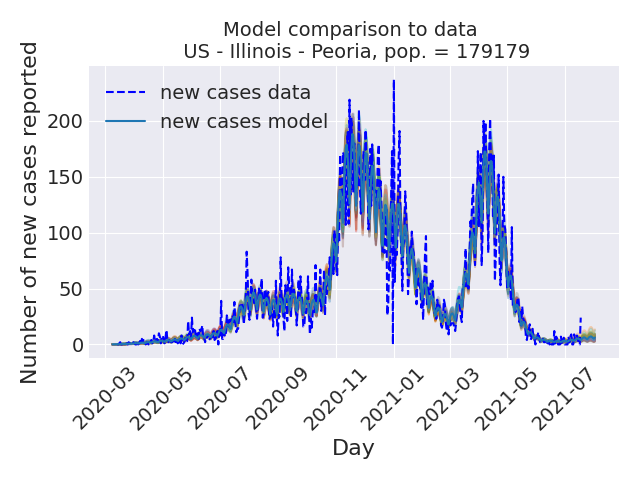 Model comparison to data
US - Illinois - Peoria, pop. = 179179
new cases data
new cases model
Number of new cases reported
200
150
100
50
0
2020-03
2020-05
2020-07
2020-09
2020-11
2021-01
2021-03
2021-05
2021-07
Day